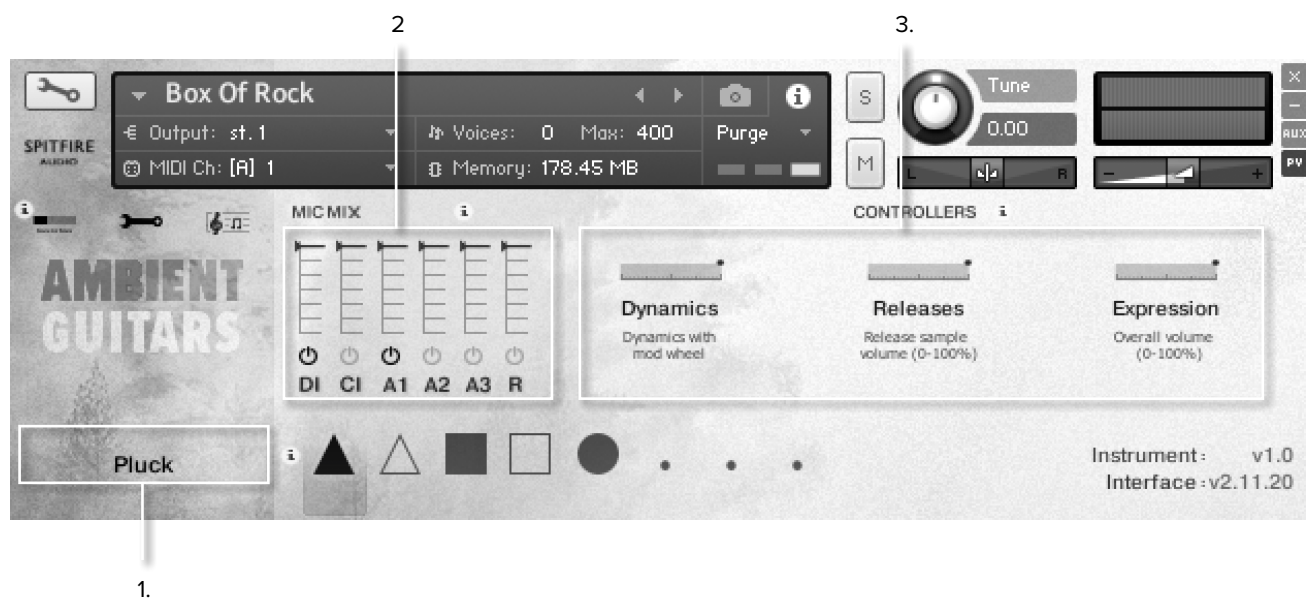 2
3.
Box Of Rock
S
Tune
X
SPITFIRE
AUDIO
Output: st.1
Voices: 0 Max: 400
Purge
0.00
AUX
MIDI Ch: [A] 1
Memory: 178.45 MB
M
L
R
PV
MIC MIX
CONTROLLERS
AMBIENT
GUITARS
Dynamics
Dynamics with
mod wheel
Releases
Release sample
volume (0-100%)
Expression
Overall volume
(0-100%)
DI CI A1 A2 A3 R
Pluck
Instrument: v1.0
Interface :v2.11.20
1.